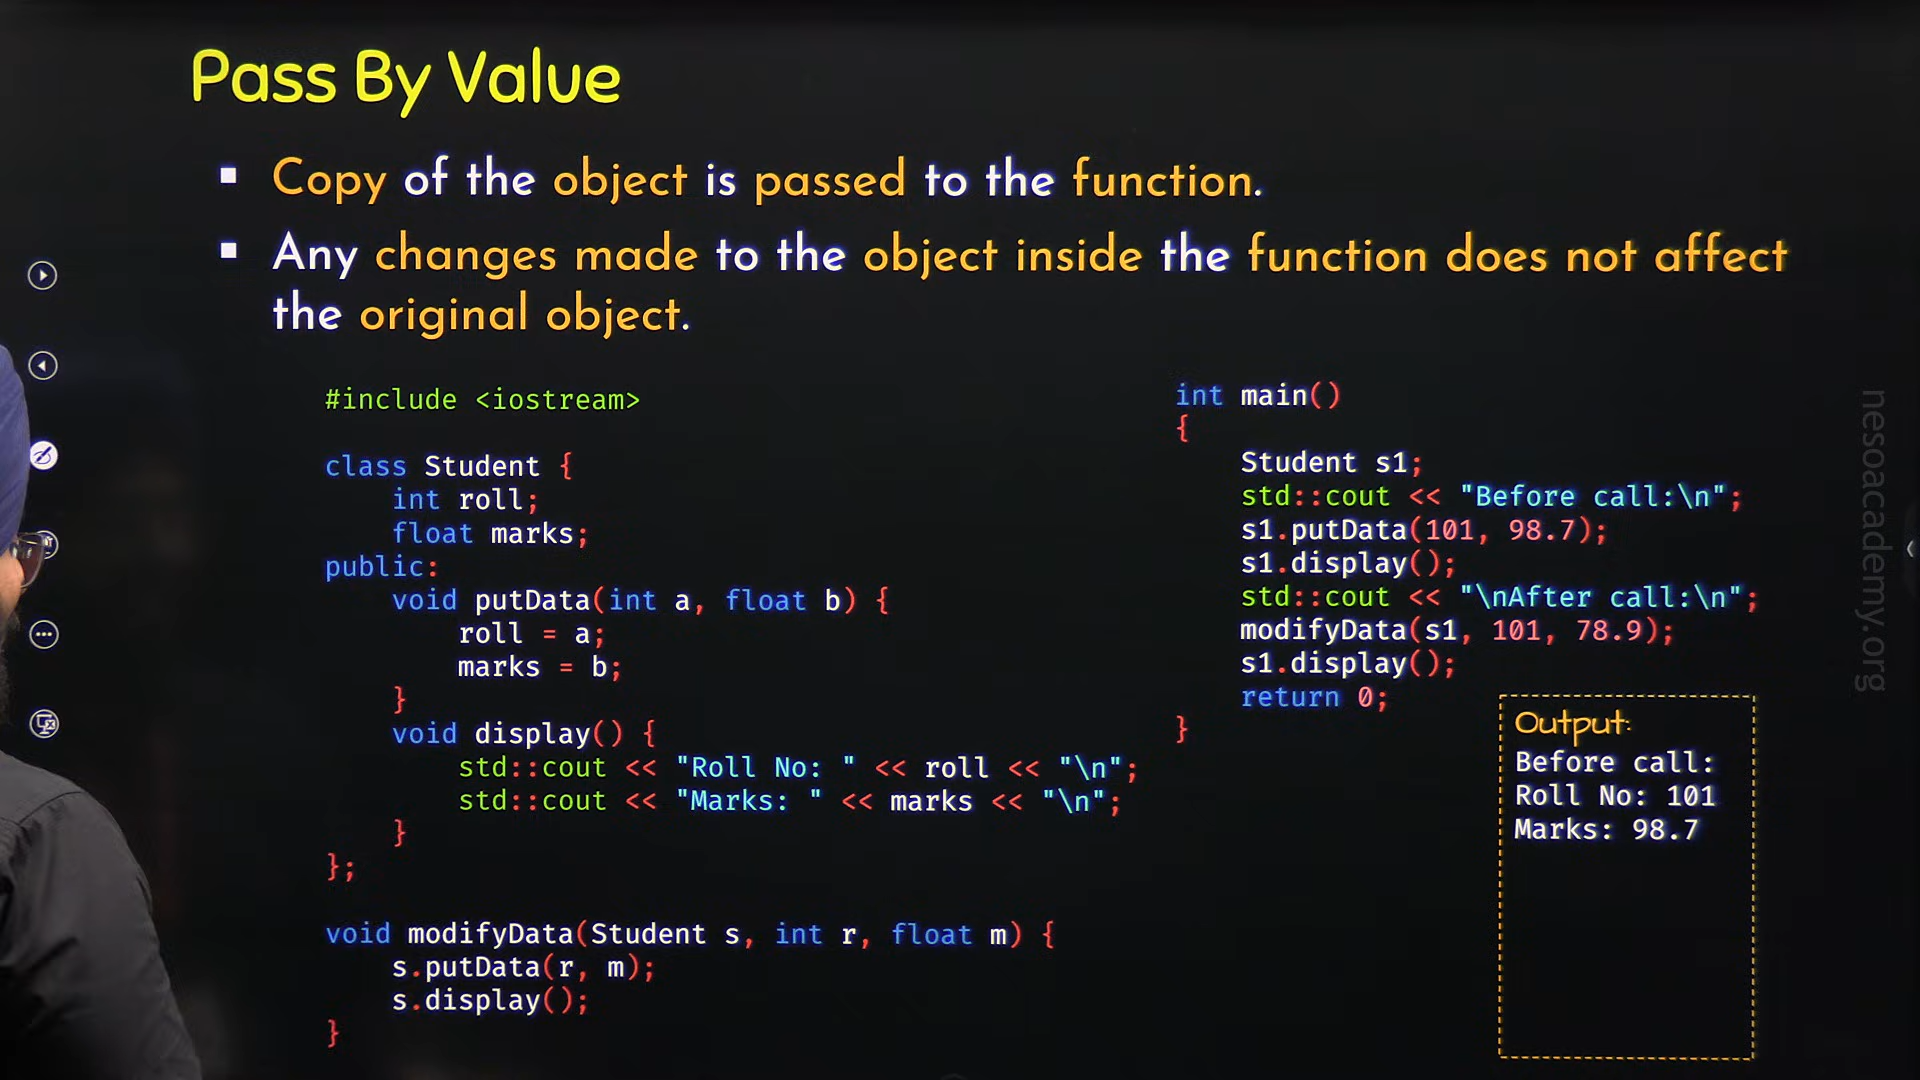 Pass By Value
Copy of the object is passed to the function.
Any changes made to the object inside the function does not affect
the original object.
#include <iostream>
class Student {
int roll;
float marks;
public:
void putData(int a, float b) {
roll = a;
marks = b;
}
void display() {
std::cout << "Roll No: " << roll << "\n";
std::cout << "Marks: " << marks << "\n";
}
};
void modifyData(Student s, int r, float m) {
s.putData(r, m);
s.display();
}
int main()
{
Student s1;
std::cout << "Before call:\n";
s1.putData(101, 98.7);
s1.display();
std::cout << "\nAfter call:\n";
modifyData(s1, 101, 78.9);
s1.display();
return 0;
}
Output:
Before call:
Roll No: 101
Marks: 98.7
nesoacademy.org